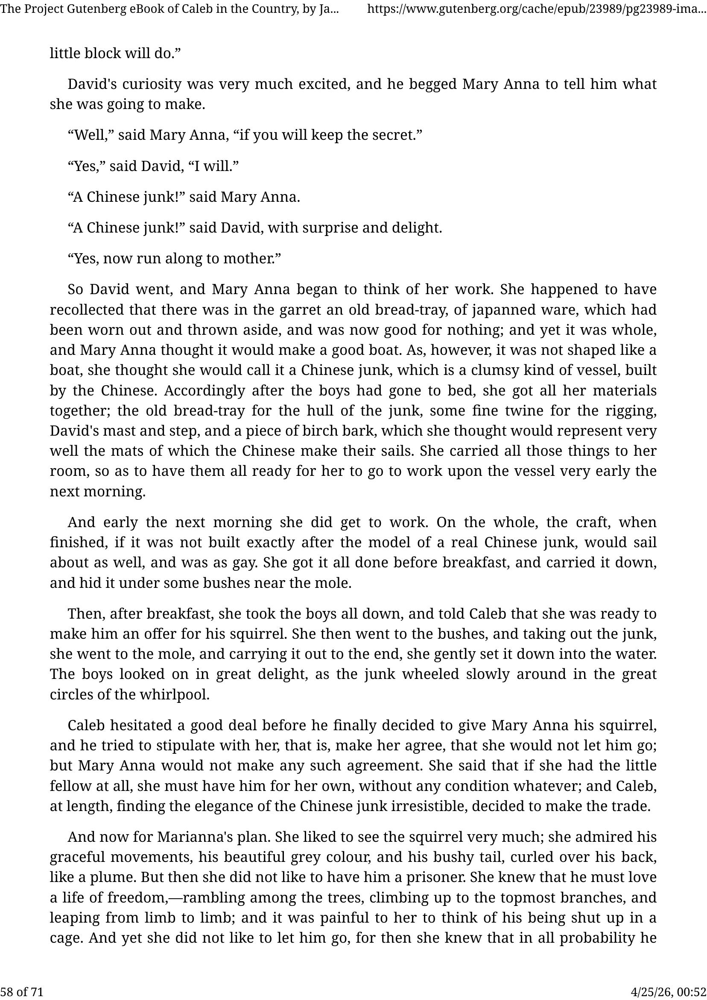 The Project Gutenberg eBook of Caleb in the Country, by Ja... https://www.gutenberg.org/cache/epub/23989/pg23989-ima...
little block will do.”
David's curiosity was very much excited, and he begged Mary Anna to tell him what
she was going to make.
“Well,” said Mary Anna, “if you will keep the secret.”
“Yes,” said David, “I will.”
“A Chinese junk!” said Mary Anna.
“A Chinese junk!” said David, with surprise and delight.
“Yes, now run along to mother.”
So David went, and Mary Anna began to think of her work. She happened to have
recollected that there was in the garret an old bread-tray, of japanned ware, which had
been worn out and thrown aside, and was now good for nothing; and yet it was whole,
and Mary Anna thought it would make a good boat. As, however, it was not shaped like a
boat, she thought she would call it a Chinese junk, which is a clumsy kind of vessel, built
by the Chinese. Accordingly after the boys had gone to bed, she got all her materials
together; the old bread-tray for the hull of the junk, some fine twine for the rigging,
David's mast and step, and a piece of birch bark, which she thought would represent very
well the mats of which the Chinese make their sails. She carried all those things to her
room, so as to have them all ready for her to go to work upon the vessel very early the
next morning.
And early the next morning she did get to work. On the whole, the craft, when
finished, if it was not built exactly after the model of a real Chinese junk, would sail
about as well, and was as gay. She got it all done before breakfast, and carried it down,
and hid it under some bushes near the mole.
Then, after breakfast, she took the boys all down, and told Caleb that she was ready to
make him an offer for his squirrel. She then went to the bushes, and taking out the junk,
she went to the mole, and carrying it out to the end, she gently set it down into the water.
The boys looked on in great delight, as the junk wheeled slowly around in the great
circles of the whirlpool.
Caleb hesitated a good deal before he finally decided to give Mary Anna his squirrel,
and he tried to stipulate with her, that is, make her agree, that she would not let him go;
but Mary Anna would not make any such agreement. She said that if she had the little
fellow at all, she must have him for her own, without any condition whatever; and Caleb,
at length, finding the elegance of the Chinese junk irresistible, decided to make the trade.
And now for Marianna's plan. She liked to see the squirrel very much; she admired his
graceful movements, his beautiful grey colour, and his bushy tail, curled over his back,
like a plume. But then she did not like to have him a prisoner. She knew that he must love
a life of freedom,—rambling among the trees, climbing up to the topmost branches, and
leaping from limb to limb; and it was painful to her to think of his being shut up in a
cage. And yet she did not like to let him go, for then she knew that in all probability he
58 of 71 4/25/26, 00:52